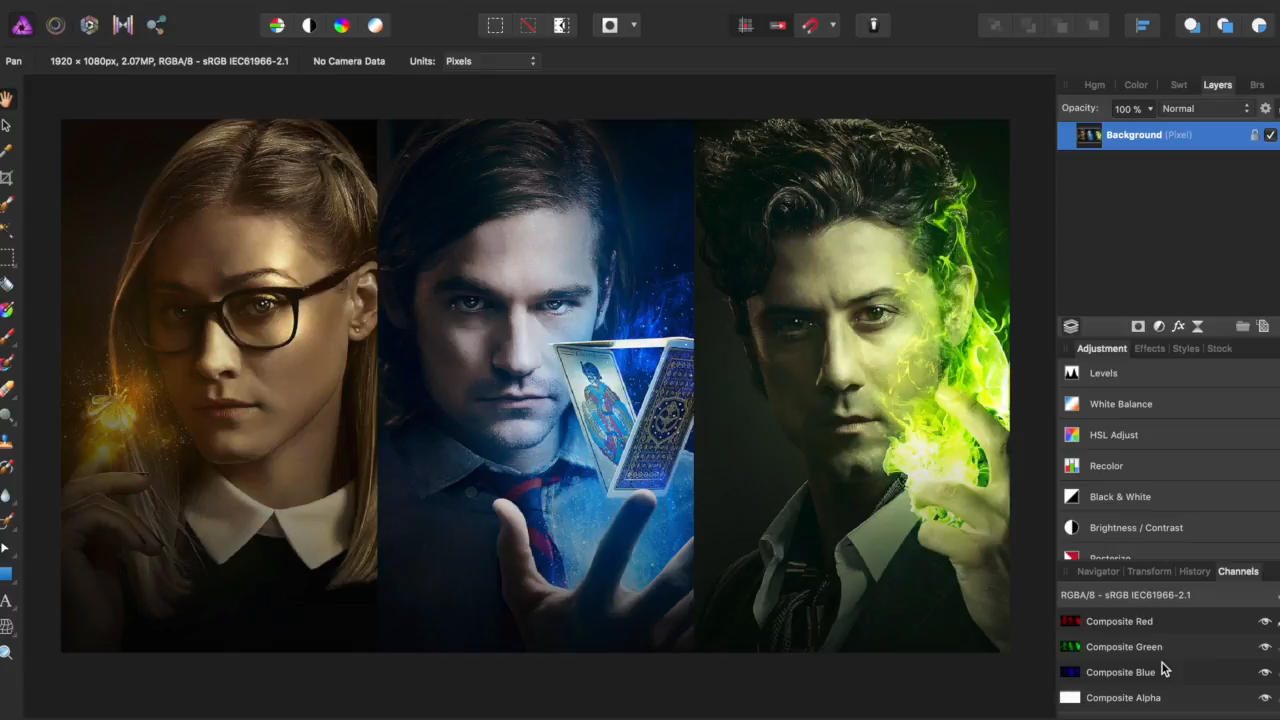 Pan
1920 × 1080px, 2.07MP, RGBA/8 - sRGB IEC61966-2.1
No Camera Data
Units:
Pixels
Hgm
Color
Swt
Layers
Brs
Opacity:
100 %
Normal
Background (Pixel)
Adjustment
Effects
Styles
Stock
Levels
White Balance
HSL Adjust
Recolor
Black & White
Brightness / Contrast
Posterize
Navigator
Transform
History
Channels
RGBA/8 - sRGB IEC61966-2.1
Composite Red
Composite Green
Composite Blue
Composite Alpha